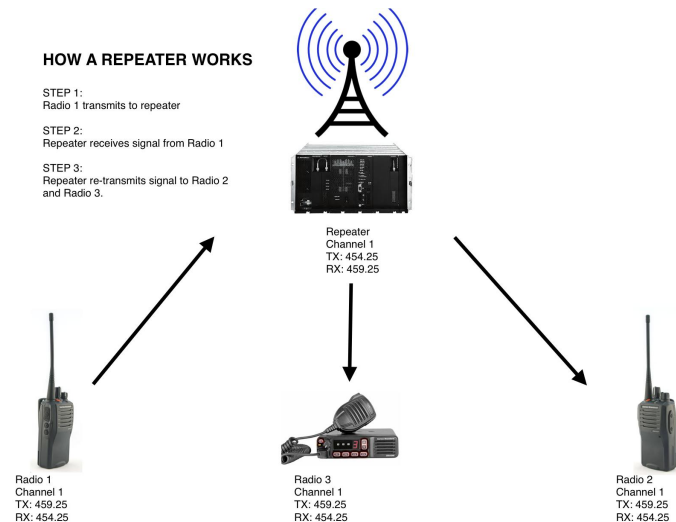 HOW A REPEATER WORKS
STEP 1:
Radio 1 transmits to repeater
STEP 2:
Repeater receives signal from Radio 1
STEP 3:
Repeater re-transmits signal to Radio 2
and Radio 3.
Repeater
Channel 1
TX: 454.25
RX: 459.25
Radio 1
Channel 1
TX: 459.25
RX: 454.25
Radio 3
Channel 1
TX: 459.25
RX: 454.25
Radio 2
Channel 1
TX: 459.25
RX: 454.25